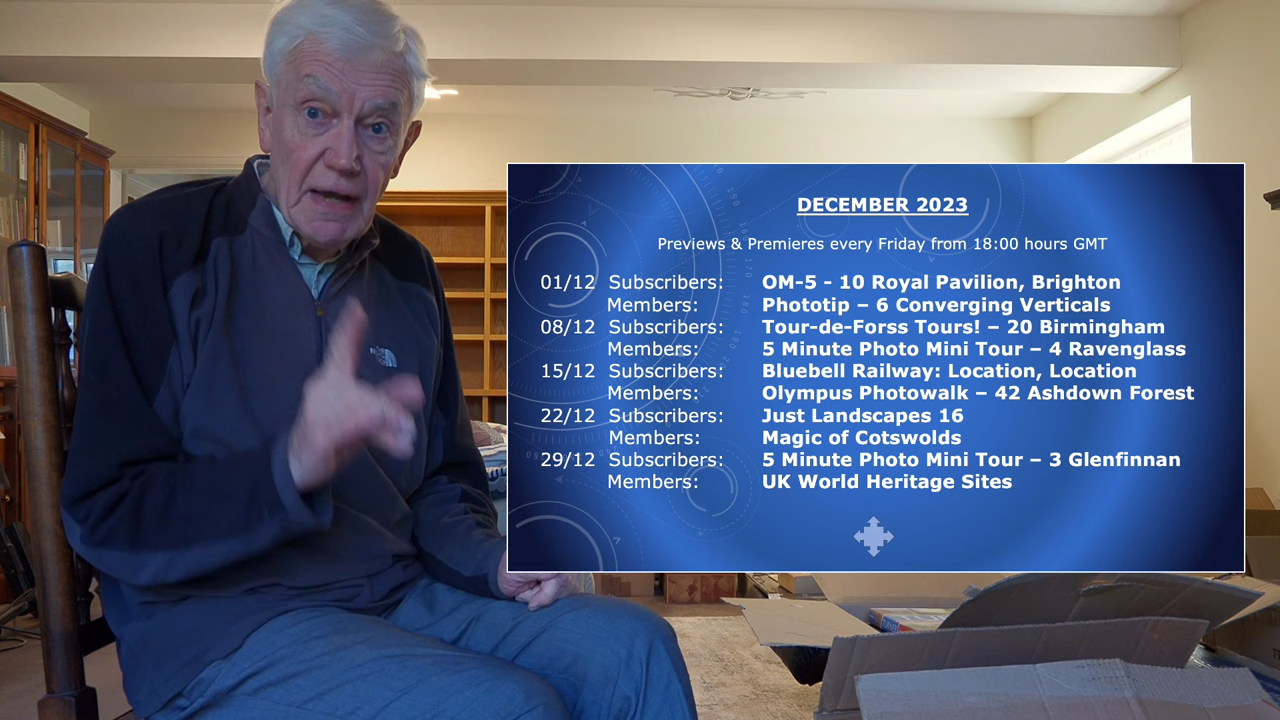 DECEMBER 2023
Previews & Premieres every Friday from 18:00 hours GMT
01/12 Subscribers: OM-5 - 10 Royal Pavilion, Brighton
Members: Phototip – 6 Converging Verticals
08/12 Subscribers: Tour-de-Forss Tours! – 20 Birmingham
Members: 5 Minute Photo Mini Tour – 4 Ravenglass
15/12 Subscribers: Bluebell Railway: Location, Location
Members: Olympus Photowalk – 42 Ashdown Forest
22/12 Subscribers: Just Landscapes 16
Members: Magic of Cotswolds
29/12 Subscribers: 5 Minute Photo Mini Tour – 3 Glenfinnan
Members: UK World Heritage Sites